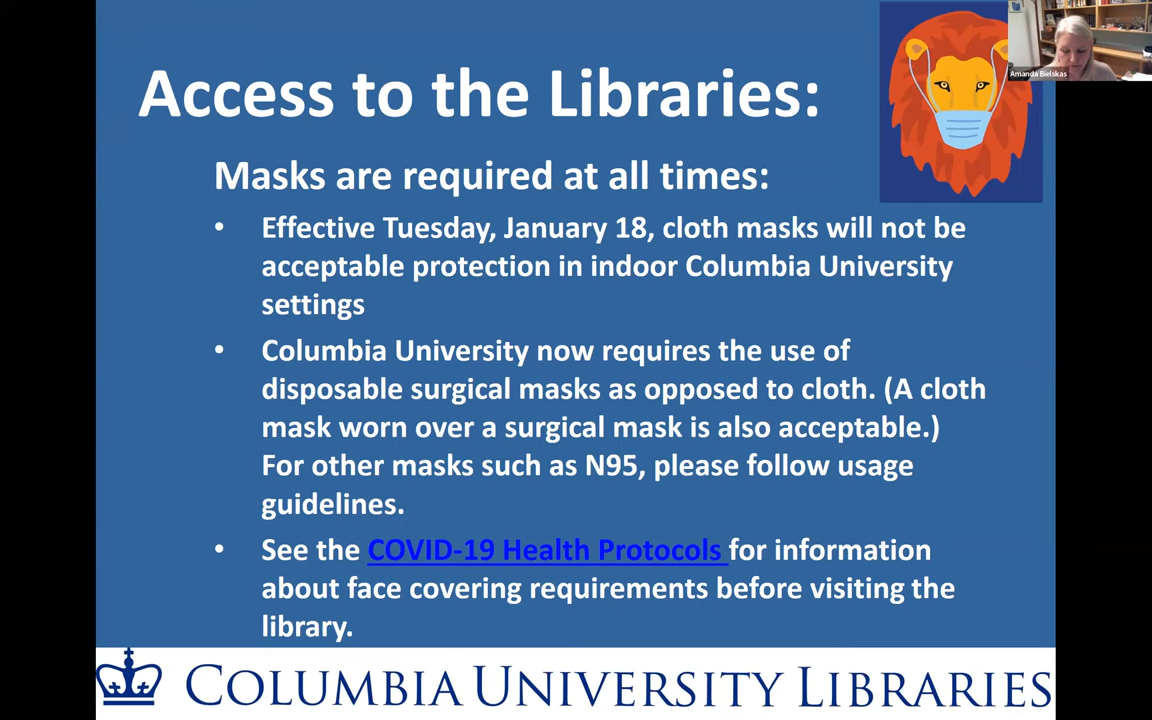 Access to the Libraries:
Amanda Bielskas
Masks are required at all times:
• Effective Tuesday, January 18, cloth masks will not be
acceptable protection in indoor Columbia University
settings
• Columbia University now requires the use of
disposable surgical masks as opposed to cloth. (A cloth
mask worn over a surgical mask is also acceptable.)
For other masks such as N95, please follow usage
guidelines.
• See the COVID-19 Health Protocols for information
about face covering requirements before visiting the
library.
COLUMBIA UNIVERSITY LIBRARIES